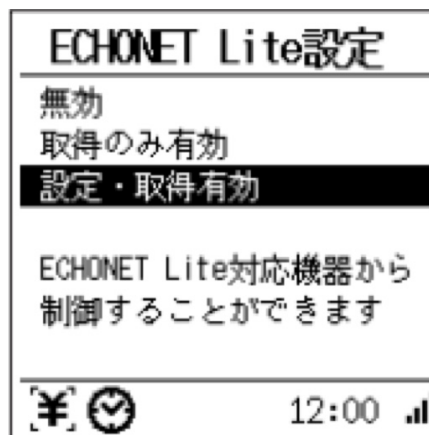 ECHONET Lite設定
無効
取得のみ有効
設定・取得有効
ECHONET Lite対応機器から
制御することができます
¥ 12:00